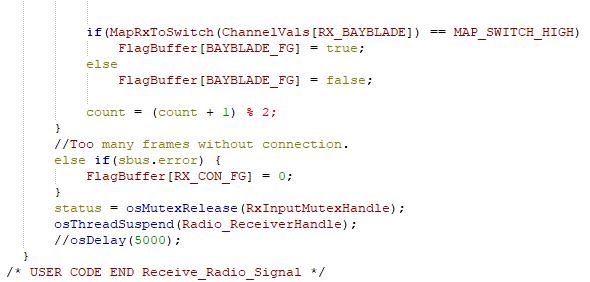 if(MapRxToSwitch(ChannelVals[RX_BAYBLADE]) == MAP_SWITCH_HIGH)
FlagBuffer[BAYBLADE_FG] = true;
else
FlagBuffer[BAYBLADE_FG] = false;
count = (count + 1) % 2;
}
//Too many frames without connection.
else if(sbus.error) {
FlagBuffer[RX_CON_FG] = 0;
}
status = osMutexRelease(RxInputMutexHandle);
osThreadSuspend(Radio_ReceiverHandle);
//osDelay(5000);
}
/* USER CODE END Receive_Radio_Signal */